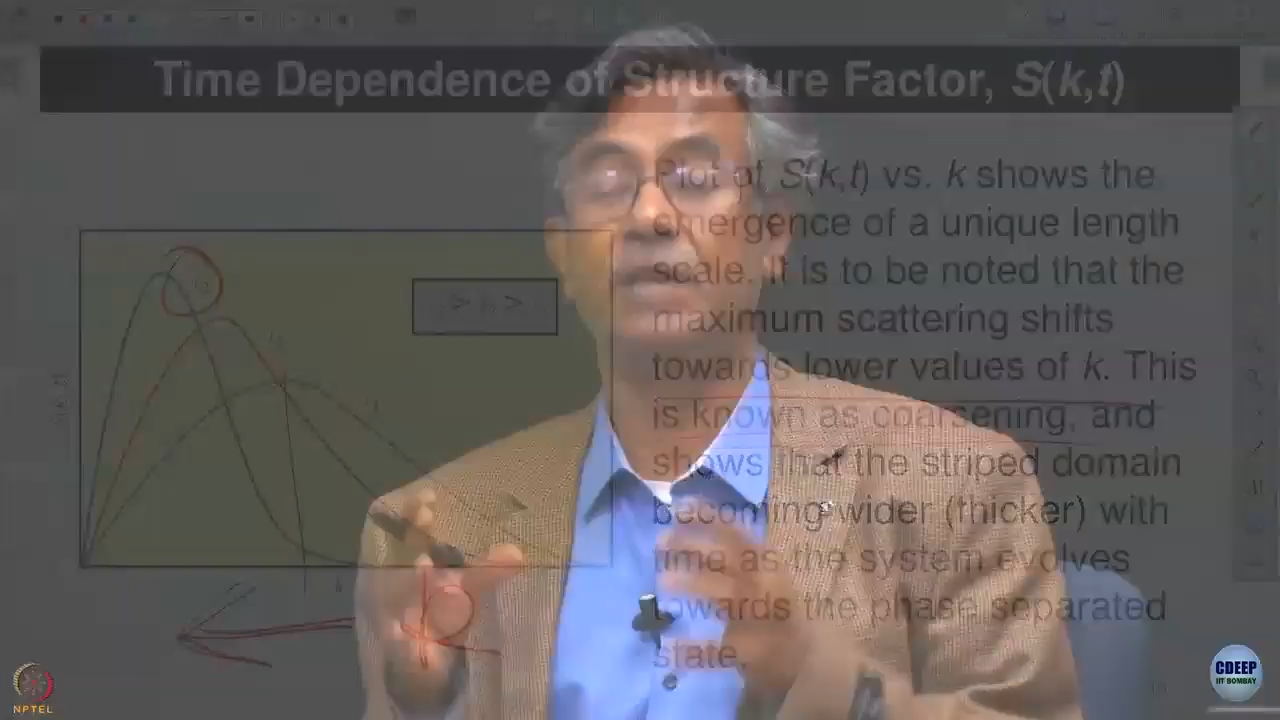 Time Dependence of Structure Factor, S(k,t)
Plot of S(k,t) vs. k shows the
emergence of a unique length
scale. It is to be noted that the
maximum scattering shifts
towards lower values of k. This
is known as coarsening, and
shows that the striped domain
becoming wider (thicker) with
time as the system evolves
towards the phase separated
state.
k
NPTEL
CDEEP
IIT BOMBAY